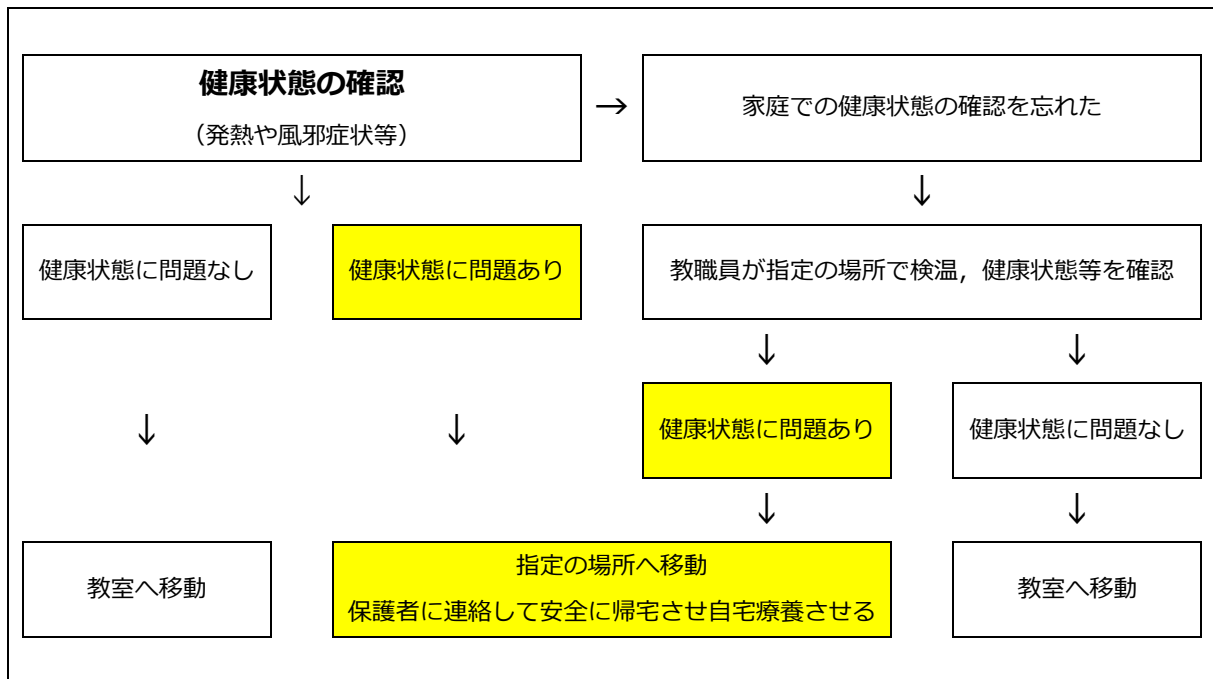 健康状態の確認
（発熱や風邪症状等）
→
家庭での健康状態の確認を忘れた
↓
↓
健康状態に問題なし
健康状態に問題あり
教職員が指定の場所で検温，健康状態等を確認
↓
↓
↓
↓
健康状態に問題あり
健康状態に問題なし
↓
↓
教室へ移動
指定の場所へ移動
保護者に連絡して安全に帰宅させ自宅療養させる
教室へ移動